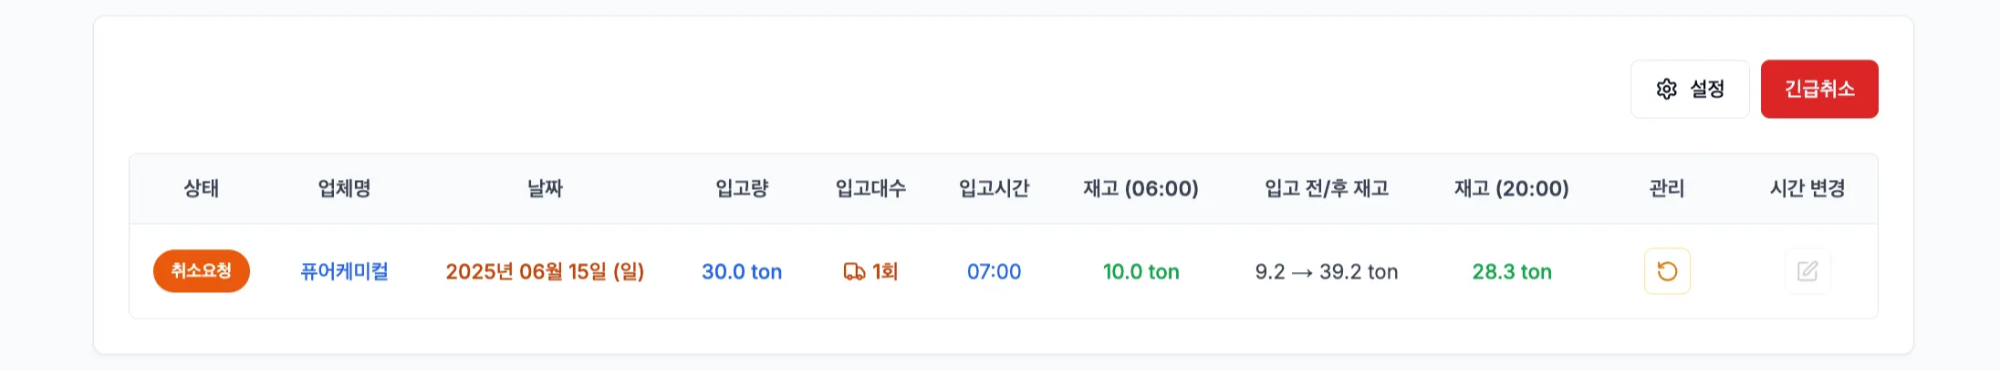 설정 긴급취소
상태 업체명 날짜 입고량 입고대수 입고시간 재고 (06:00) 입고 전/후 재고 재고 (20:00) 관리 시간 변경
취소요청 퓨어케미컬 2025년 06월 15일 (일) 30.0 ton 1회 07:00 10.0 ton 9.2 → 39.2 ton 28.3 ton